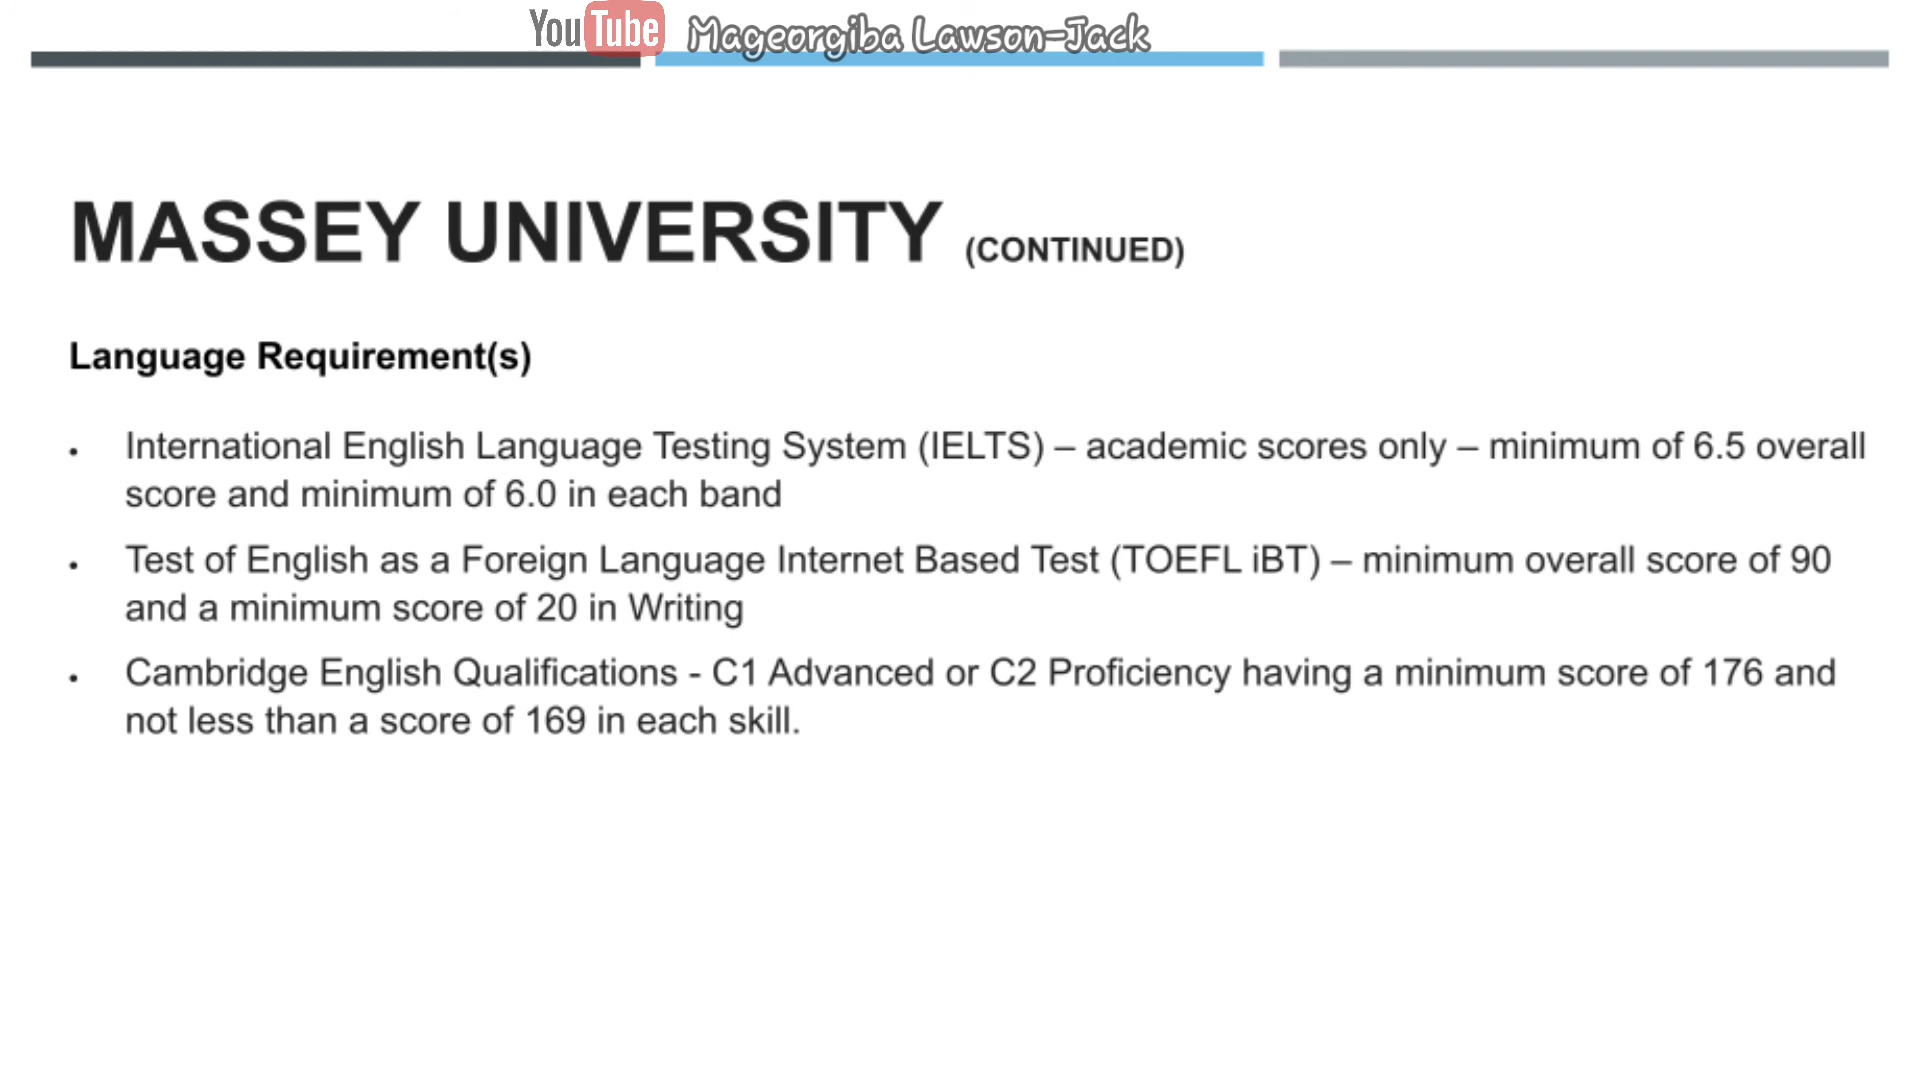 YouTube Mageorgiba Lawson-Jack
MASSEY UNIVERSITY (CONTINUED)
Language Requirement(s)
• International English Language Testing System (IELTS) – academic scores only – minimum of 6.5 overall
score and minimum of 6.0 in each band
• Test of English as a Foreign Language Internet Based Test (TOEFL iBT) – minimum overall score of 90
and a minimum score of 20 in Writing
• Cambridge English Qualifications - C1 Advanced or C2 Proficiency having a minimum score of 176 and
not less than a score of 169 in each skill.